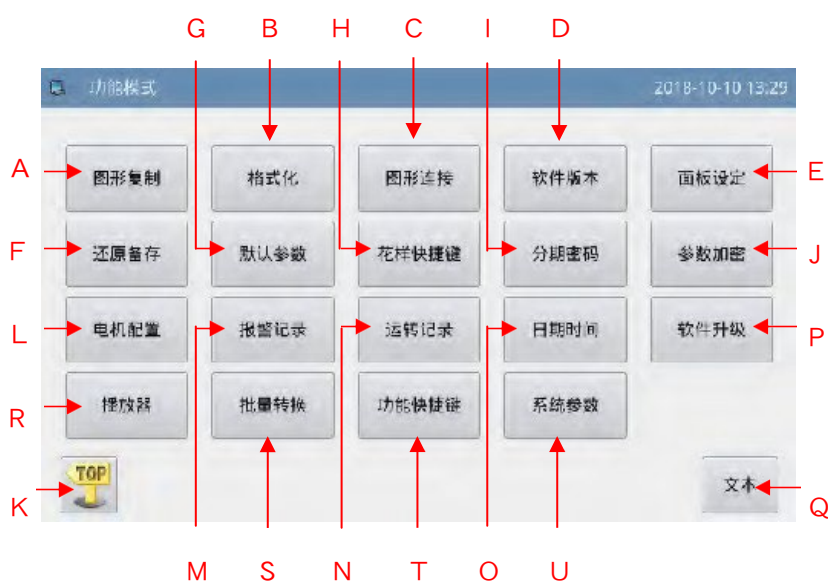 G B H C I D
功能模式 2018-10-10 13:29
A 图形复制 格式化 图形连接 软件版本 面板设定 E
F 还原备存 默认参数 花样快捷键 分期密码 参数加密 J
L 电机配置 报警记录 运转记录 日期时间 软件升级 P
R 播放器 批量转换 功能快捷键 系统参数
K TOP 文本 Q
M S N T O U